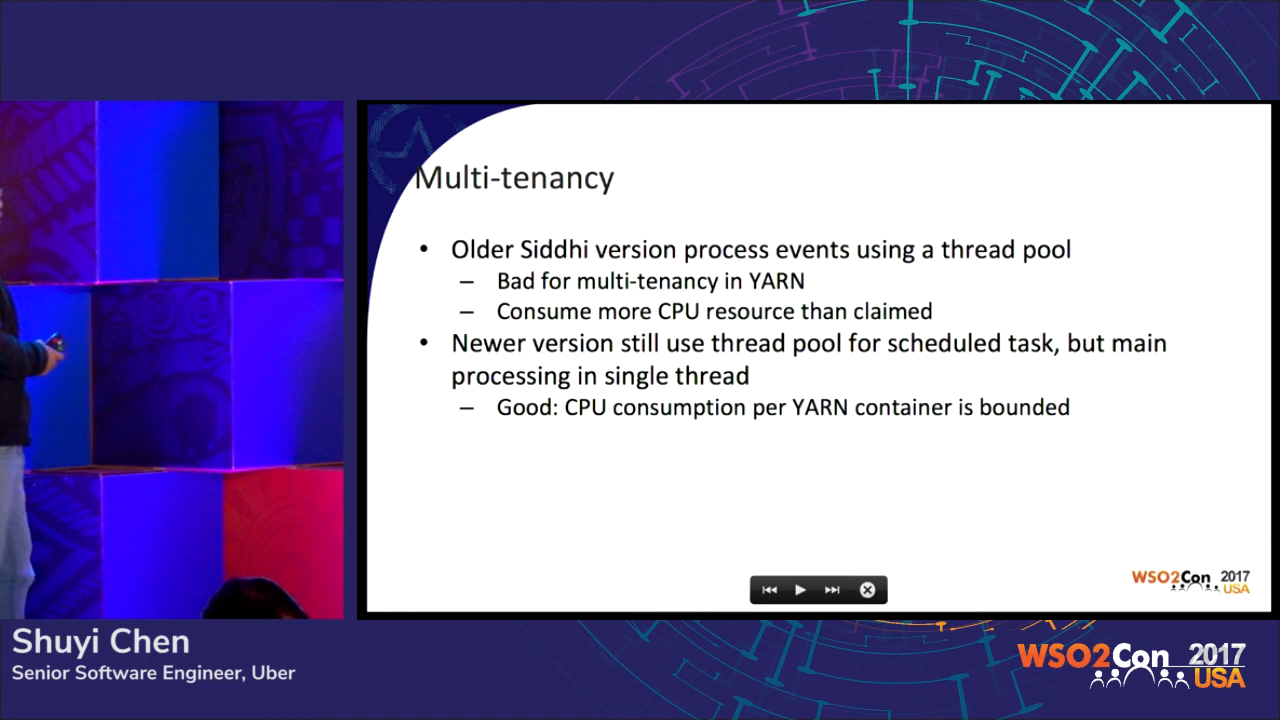 Multi-tenancy
• Older Siddhi version process events using a thread pool
– Bad for multi-tenancy in YARN
– Consume more CPU resource than claimed
• Newer version still use thread pool for scheduled task, but main
processing in single thread
– Good: CPU consumption per YARN container is bounded
WSO2Con 2017
USA
Shuyi Chen
Senior Software Engineer, Uber
WSO2Con 2017
USA